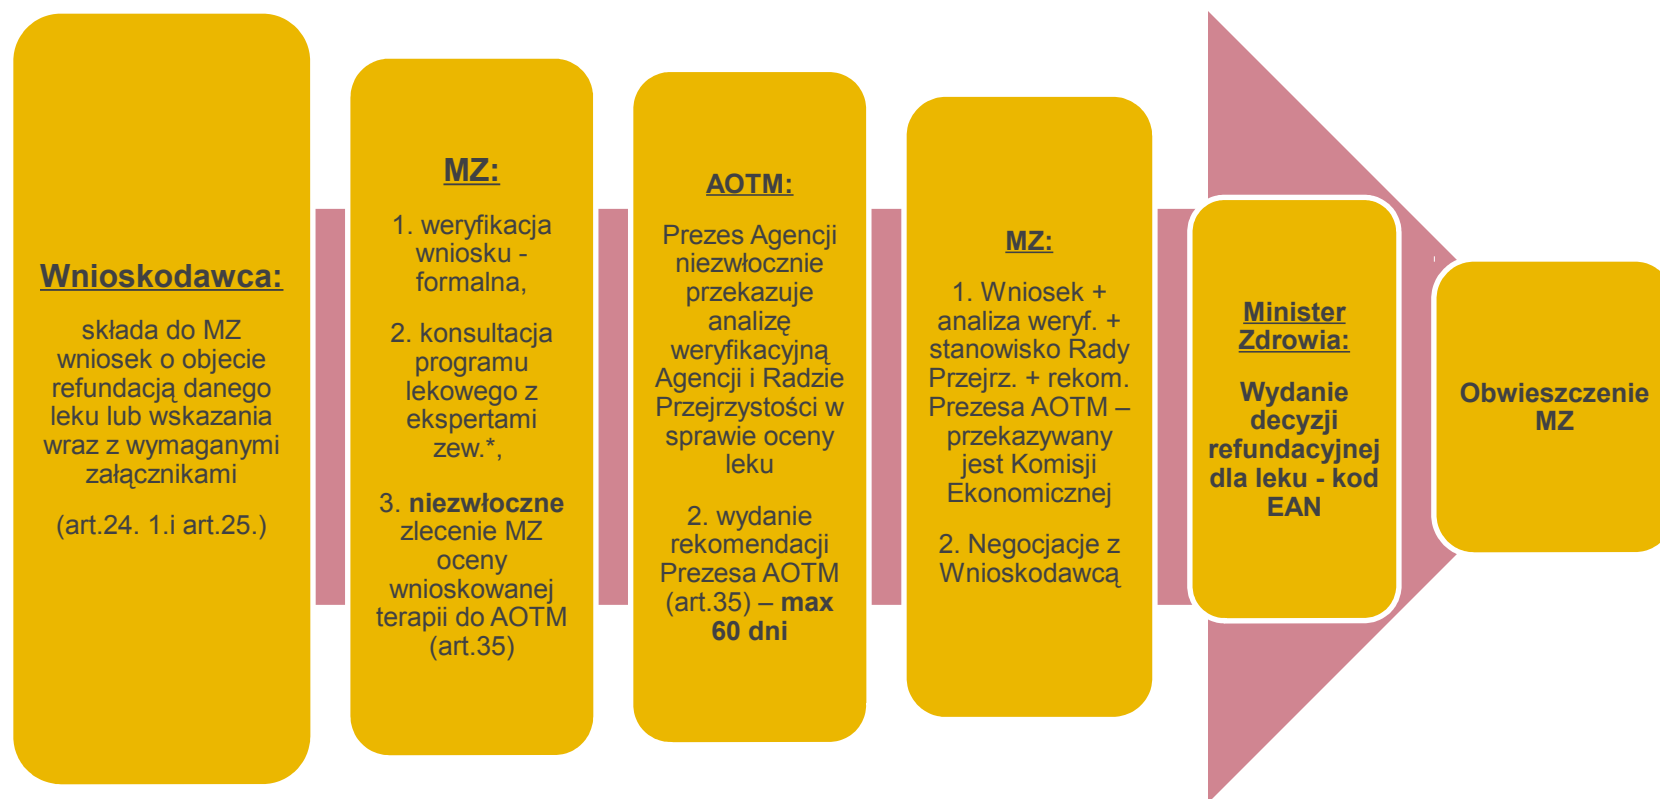 Wnioskodawca:
składa do MZ
wniosek o objecie
refundacją danego
leku lub wskazania
wraz z wymaganymi
załącznikami
(art.24. 1.i art.25.)
MZ:
1. weryfikacja
wniosku -
formalna,
2. konsultacja
programu
lekowego z
ekspertami
zew.*,
3. niezwłoczne
zlecenie MZ
oceny
wnioskowanej
terapii do AOTM
(art.35)
AOTM:
Prezes Agencji
niezwłocznie
przekazuje
analizę
weryfikacyjną
Agencji i Radzie
Przejrzystości w
sprawie oceny
leku
2. wydanie
rekomendacji
Prezesa AOTM
(art.35) – max
60 dni
MZ:
1. Wniosek +
analiza weryf. +
stanowisko Rady
Przejrz. + rekom.
Prezesa AOTM –
przekazywany
jest Komisji
Ekonomicznej
2. Negocjacje z
Wnioskodawcą
Minister
Zdrowia:
Wydanie
decyzji
refundacyjnej
dla leku - kod
EAN
Obwieszczenie
MZ